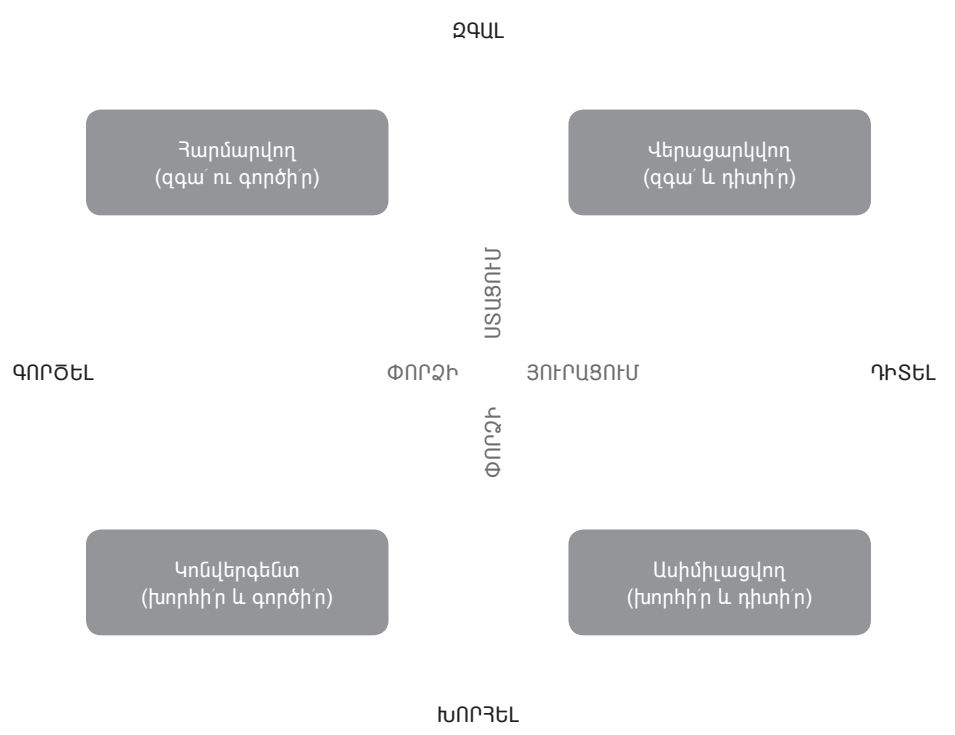 ԶԳԱԼ
Հարմարվող
(զգա՛ ու գործի՛ր)
Վերացարկվող
(զգա՛ և դիտի՛ր)
ՓՈՐՁԻ ՍՏԱՑՈՒՄ
ԳՈՐԾԵԼ
ՓՈՐՁԻ ՅՈՒՐԱՑՈՒՄ
ԴԻՏԵԼ
Կոնվերգենտ
(խորհի՛ր և գործի՛ր)
Ասիմիլացվող
(խորհի՛ր և դիտի՛ր)
ԽՈՐՀԵԼ